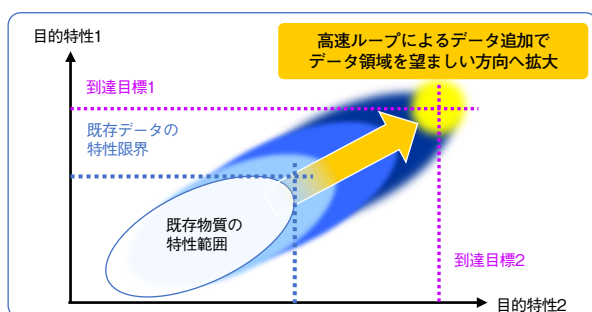 目的特性1
高速ループによるデータ追加で
データ領域を望ましい方向へ拡大
到達目標1
既存データの
特性限界
既存物質の
特性範囲
到達目標2
目的特性2